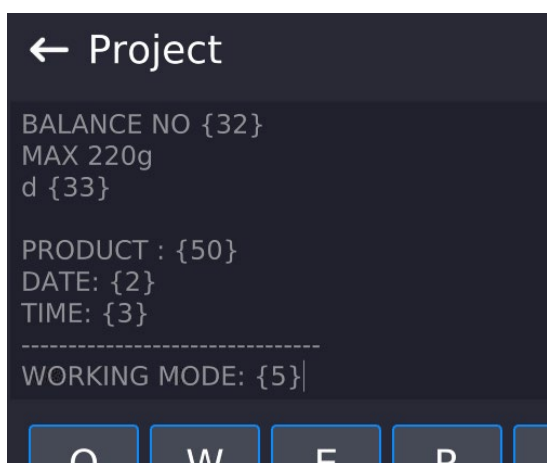 ← Project
BALANCE NO {32}
MAX 220g
d {33}
PRODUCT : {50}
DATE: {2}
TIME: {3}
--------------------------------
WORKING MODE: {5}